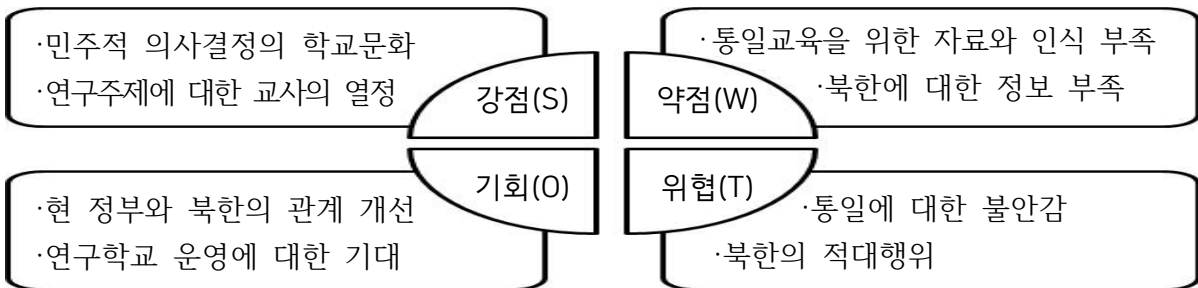 ·민주적 의사결정의 학교문화
·연구주제에 대한 교사의 열정
강점(S)
·통일교육을 위한 자료와 인식 부족
·북한에 대한 정보 부족
약점(W)
·현 정부와 북한의 관계 개선
·연구학교 운영에 대한 기대
기회(O)
·통일에 대한 불안감
·북한의 적대행위
위협(T)